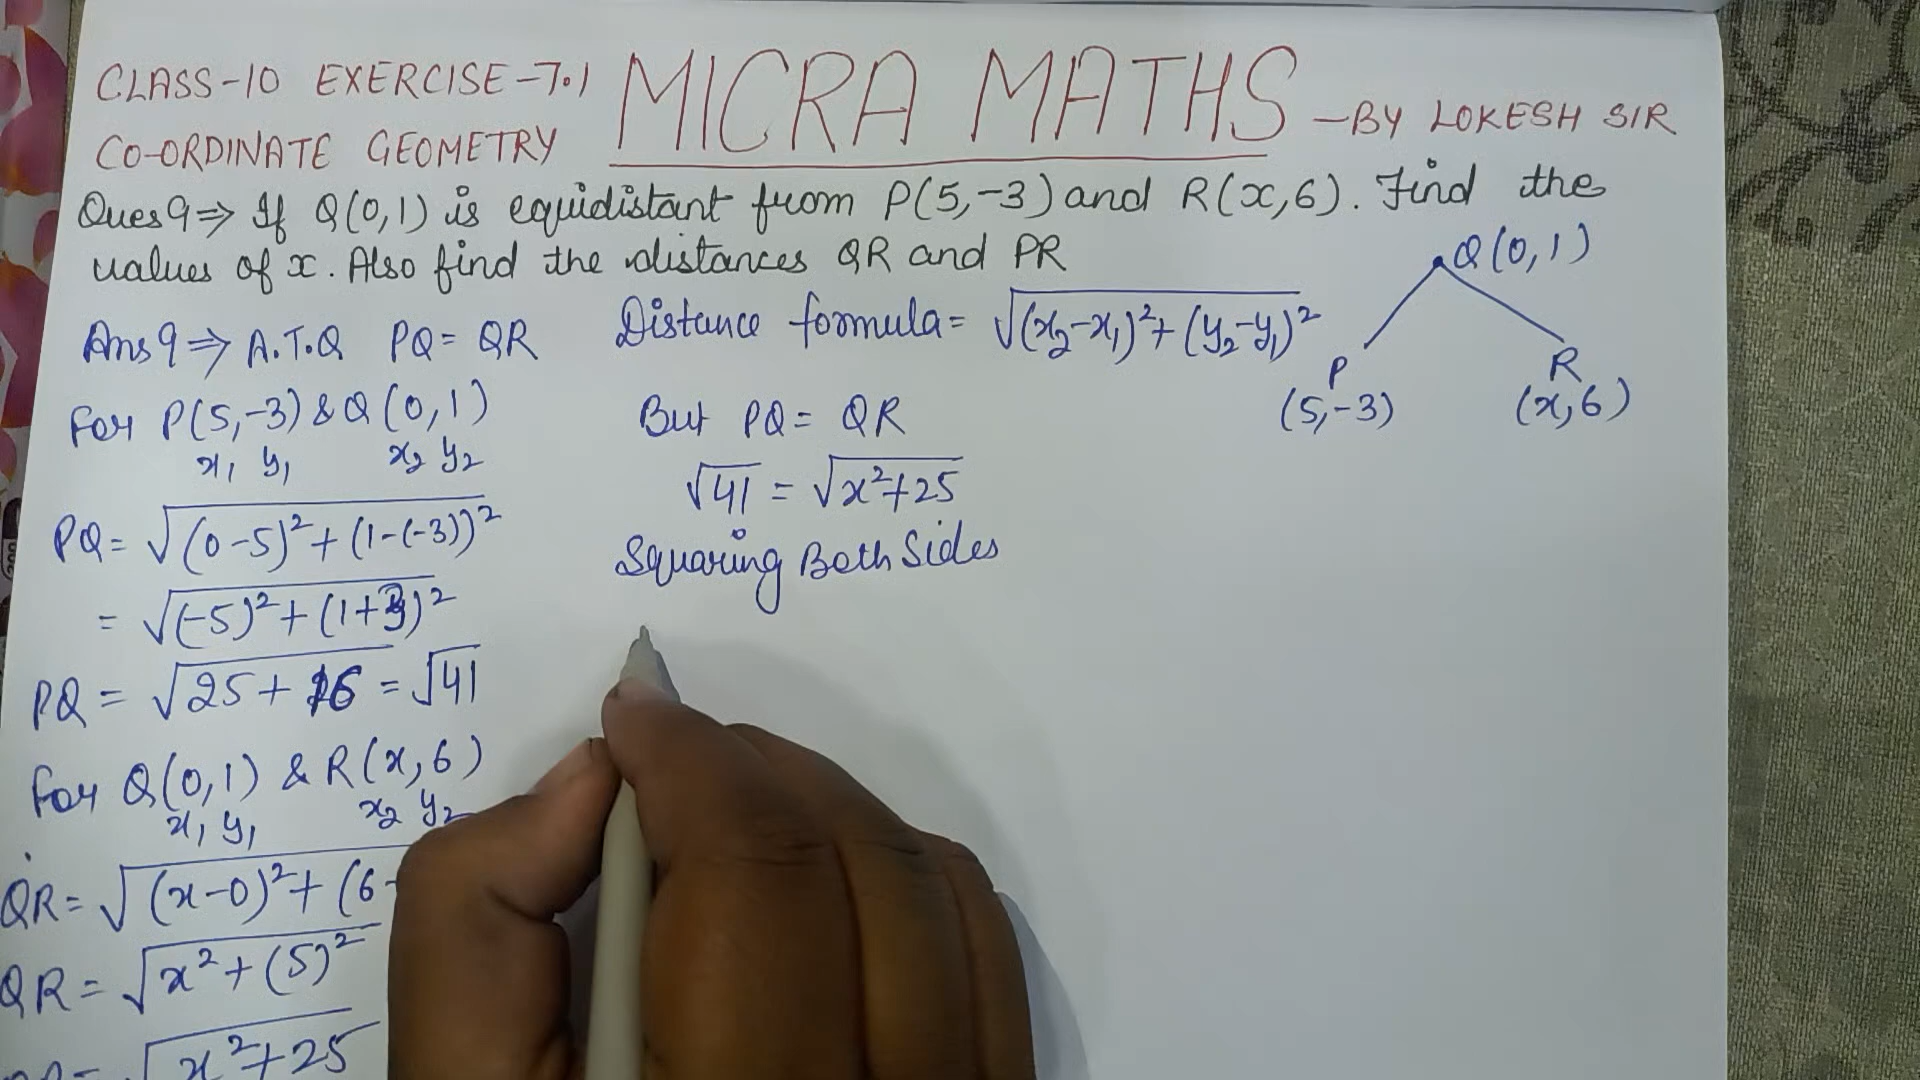 CLASS-10 EXERCISE-7.1
CO-ORDINATE GEOMETRY
MICRA MATHS
-BY LOKESH SIR
Ques 9⇒ If Q(0,1) is equidistant from P(5,-3) and R(x,6). Find the
values of x. Also find the distances QR and PR
Ans 9⇒ A.T.Q PQ = QR
For P(5,-3) & Q(0,1)
x₁ y₁ x₂ y₂
PQ = √(0-5)²+(1-(-3))²
= √(-5)²+(1+3)²
PQ = √25+16 = √41
For Q(0,1) & R(x,6)
x₁ y₁ x₂ y₂
QR = √(x-0)²+(6-
QR = √x²+(5)²
= √x²+25
Distance formula = √(x₂-x₁)²+(y₂-y₁)²
But PQ = QR
√41 = √x²+25
Squaring Both Sides
Q(0,1)
P R
(5,-3) (x,6)